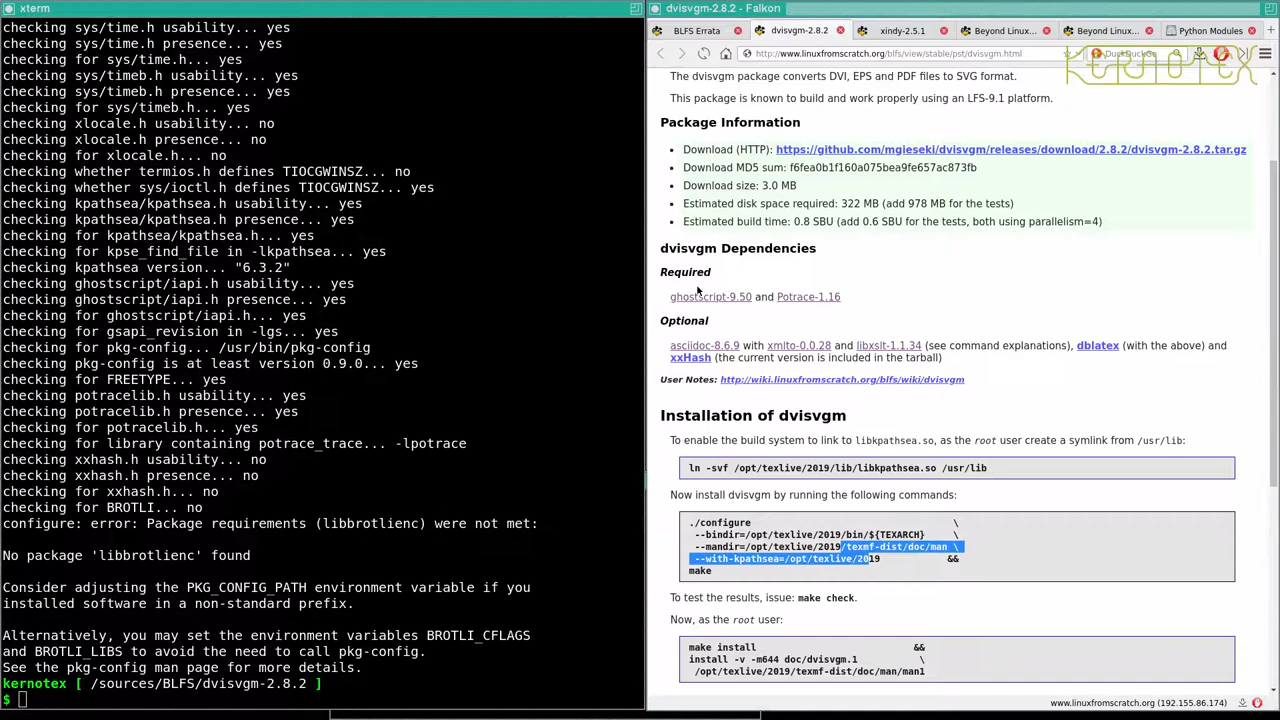 xterm
checking sys/time.h usability... yes
checking sys/time.h presence... yes
checking for sys/time.h... yes
checking sys/timeb.h usability... yes
checking sys/timeb.h presence... yes
checking for sys/timeb.h... yes
checking xlocale.h usability... no
checking xlocale.h presence... no
checking for xlocale.h... no
checking whether termios.h defines TIOCGWINSZ... no
checking whether sys/ioctl.h defines TIOCGWINSZ... yes
checking kpathsea/kpathsea.h usability... yes
checking kpathsea/kpathsea.h presence... yes
checking for kpathsea/kpathsea.h... yes
checking for kpse_find_file in -lkpathsea... yes
checking kpathsea version... "6.3.2"
checking ghostscript/iapi.h usability... yes
checking ghostscript/iapi.h presence... yes
checking for ghostscript/iapi.h... yes
checking for gsapi_revision in -lgs... yes
checking for pkg-config... /usr/bin/pkg-config
checking pkg-config is at least version 0.9.0... yes
checking for FREETYPE... yes
checking potracelib.h usability... yes
checking potracelib.h presence... yes
checking for potracelib.h... yes
checking for library containing potrace_trace... -lpotrace
checking xxhash.h usability... no
checking xxhash.h presence... no
checking for xxhash.h... no
checking for BROTLI... no
configure: error: Package requirements (libbrotlienc) were not met:
No package 'libbrotlienc' found
Consider adjusting the PKG_CONFIG_PATH environment variable if you
installed software in a non-standard prefix.
Alternatively, you may set the environment variables BROTLI_CFLAGS
and BROTLI_LIBS to avoid the need to call pkg-config.
See the pkg-config man page for more details.
kernotex [ /sources/BLFS/dvisvgm-2.8.2 ]
$
dvisvgm-2.8.2 - Falkon
BLFS Errata
dvisvgm-2.8.2
xindy-2.5.1
Beyond Linux...
Beyond Linux...
Python Modules
http://www.linuxfromscratch.org/blfs/view/stable/pst/dvisvgm.html
DuckDuckGo
KERNOTEX
The dvisvgm package converts DVI, EPS and PDF files to SVG format.
This package is known to build and work properly using an LFS-9.1 platform.
Package Information
• Download (HTTP): https://github.com/mgieseki/dvisvgm/releases/download/2.8.2/dvisvgm-2.8.2.tar.gz
• Download MD5 sum: f6fea0b1f160a075bea9fe657ac873fb
• Download size: 3.0 MB
• Estimated disk space required: 322 MB (add 978 MB for the tests)
• Estimated build time: 0.8 SBU (add 0.6 SBU for the tests, both using parallelism=4)
dvisvgm Dependencies
Required
ghostscript-9.50 and Potrace-1.16
Optional
asciidoc-8.6.9 with xmlto-0.0.28 and libxslt-1.1.34 (see command explanations), dblatex (with the above) and
xxHash (the current version is included in the tarball)
User Notes: http://wiki.linuxfromscratch.org/blfs/wiki/dvisvgm
Installation of dvisvgm
To enable the build system to link to libkpathsea.so, as the root user create a symlink from /usr/lib:
ln -svf /opt/texlive/2019/lib/libkpathsea.so /usr/lib
Now install dvisvgm by running the following commands:
./configure \
--bindir=/opt/texlive/2019/bin/${TEXARCH} \
--mandir=/opt/texlive/2019/texmf-dist/doc/man \
--with-kpathsea=/opt/texlive/2019 &&
make
To test the results, issue: make check.
Now, as the root user:
make install &&
install -v -m644 doc/dvisvgm.1 \
/opt/texlive/2019/texmf-dist/doc/man/man1
www.linuxfromscratch.org (192.155.86.174)